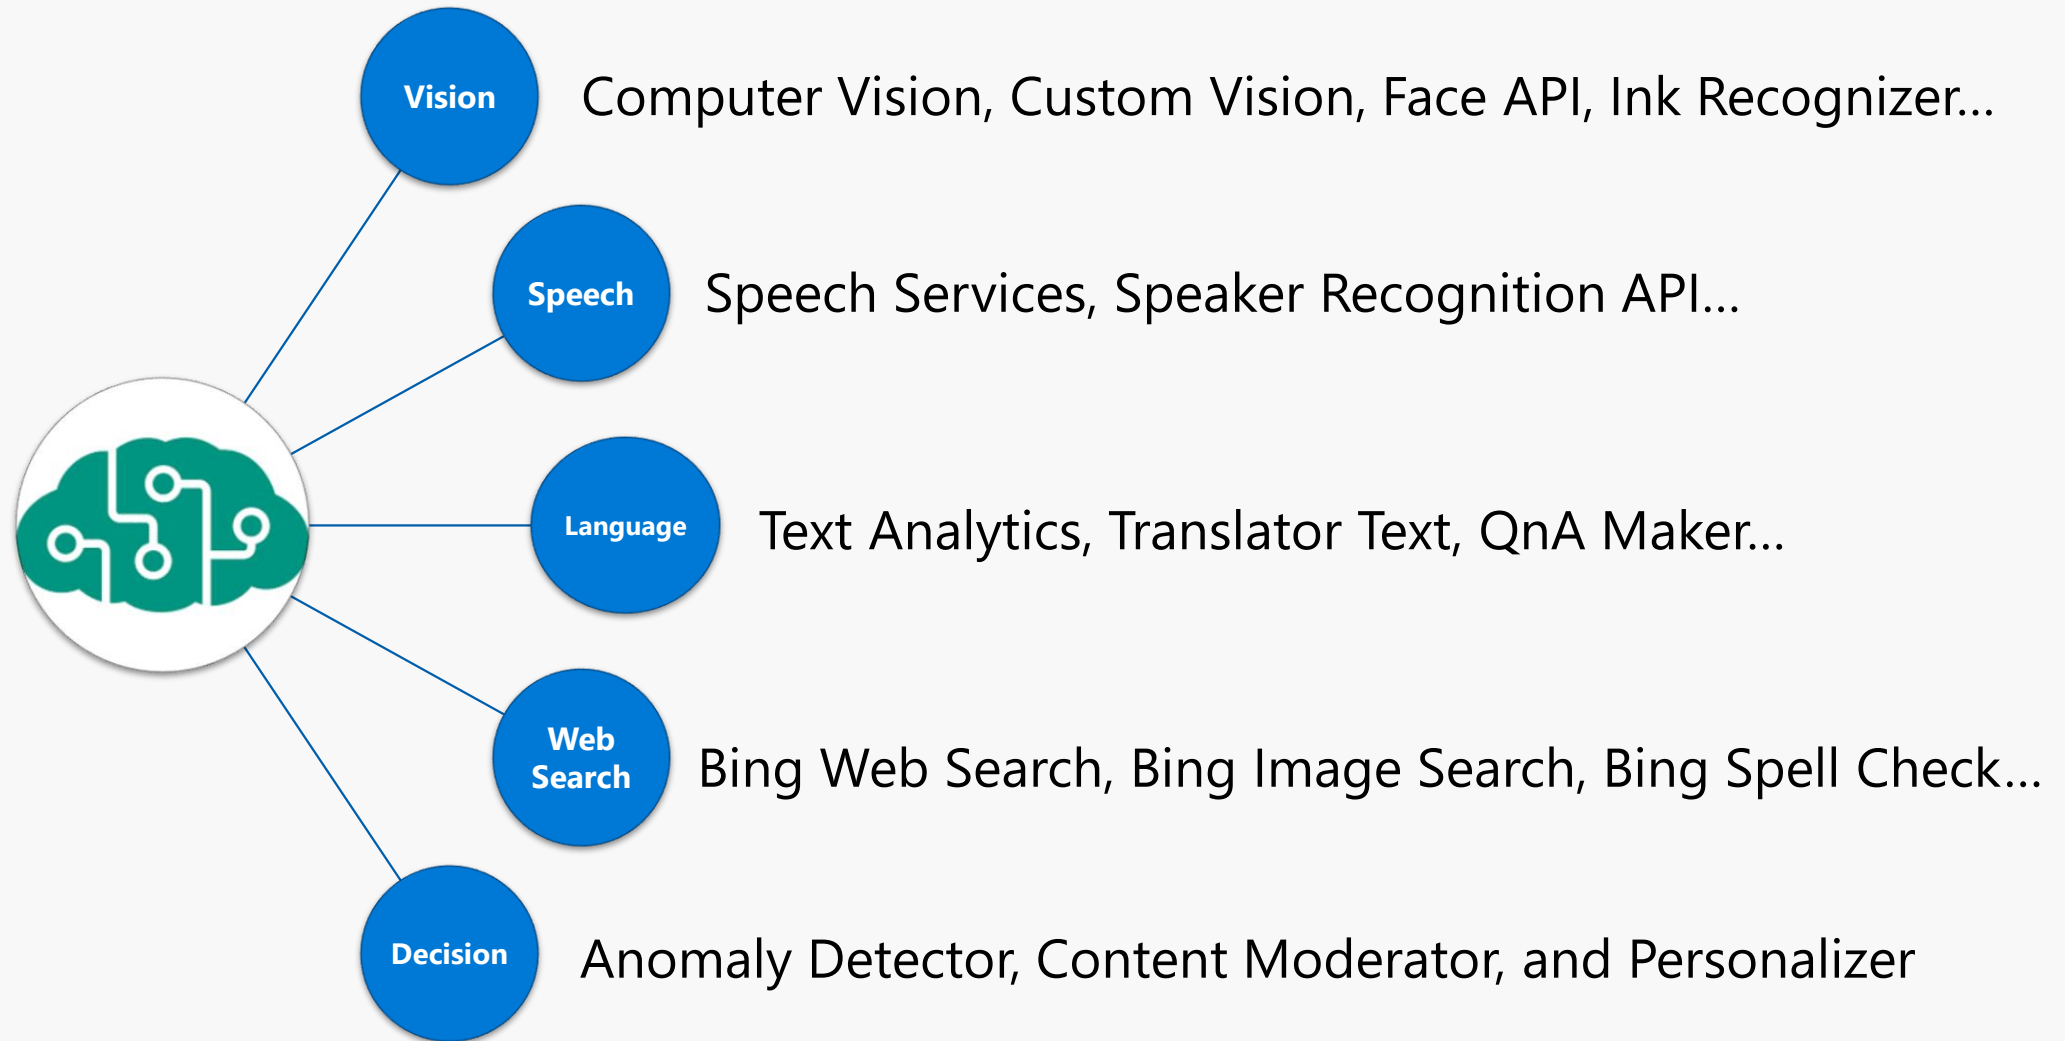 Vision
Computer Vision, Custom Vision, Face API, Ink Recognizer...
Speech
Speech Services, Speaker Recognition API...
Language
Text Analytics, Translator Text, QnA Maker...
Web
Search
Bing Web Search, Bing Image Search, Bing Spell Check...
Decision
Anomaly Detector, Content Moderator, and Personalizer